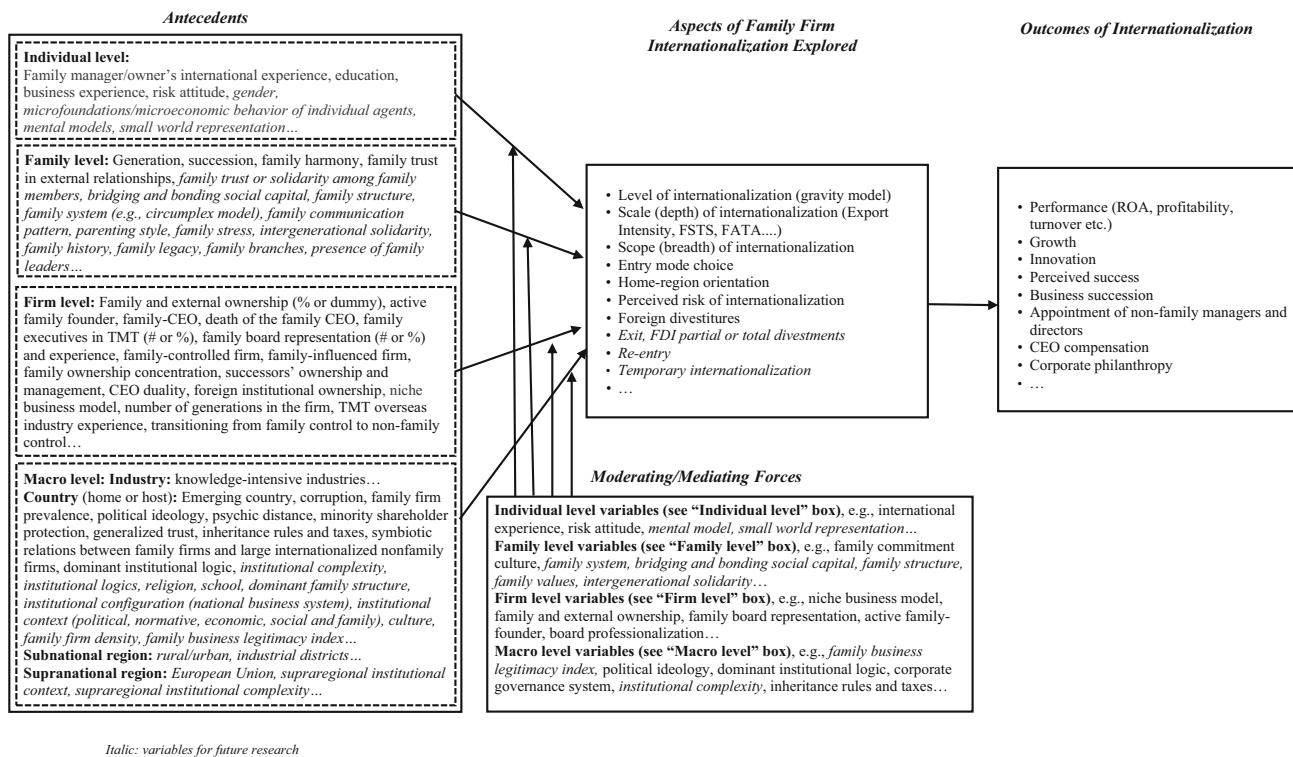 Antecedents
Individual level:
Family manager/owner's international experience, education,
business experience, risk attitude, gender,
microfoundations/microeconomic behavior of individual agents,
mental models, small world representation…
Family level: Generation, succession, family harmony, family trust
in external relationships, family trust or solidarity among family
members, bridging and bonding social capital, family structure,
family system (e.g., circumplex model), family communication
pattern, parenting style, family stress, intergenerational solidarity,
family history, family legacy, family branches, presence of family
leaders…
Firm level: Family and external ownership (% or dummy), active
family founder, family-CEO, death of the family CEO, family
executives in TMT (# or %), family board representation (# or %)
and experience, family-controlled firm, family-influenced firm,
family ownership concentration, successors' ownership and
management, CEO duality, foreign institutional ownership, niche
business model, number of generations in the firm, TMT overseas
industry experience, transitioning from family control to non-family
control…
Macro level: Industry: knowledge-intensive industries…
Country (home or host): Emerging country, corruption, family firm
prevalence, political ideology, psychic distance, minority shareholder
protection, generalized trust, inheritance rules and taxes, symbiotic
relations between family firms and large internationalized nonfamily
firms, dominant institutional logic, institutional complexity,
institutional logics, religion, school, dominant family structure,
institutional configuration (national business system), institutional
context (political, normative, economic, social and family), culture,
family firm density, family business legitimacy index…
Subnational region: rural/urban, industrial districts…
Supranational region: European Union, supraregional institutional
context, supraregional institutional complexity…
Italic: variables for future research
Aspects of Family Firm
Internationalization Explored
• Level of internationalization (gravity model)
• Scale (depth) of internationalization (Export
Intensity, FSTS, FATA....)
• Scope (breadth) of internationalization
• Entry mode choice
• Home-region orientation
• Perceived risk of internationalization
• Foreign divestitures
• Exit, FDI partial or total divestments
• Re-entry
• Temporary internationalization
• …
Moderating/Mediating Forces
Individual level variables (see “Individual level” box), e.g., international
experience, risk attitude, mental model, small world representation…
Family level variables (see “Family level” box), e.g., family commitment
culture, family system, bridging and bonding social capital, family structure,
family values, intergenerational solidarity…
Firm level variables (see “Firm level” box), e.g., niche business model,
family and external ownership, family board representation, active family-
founder, board professionalization…
Macro level variables (see “Macro level” box), e.g., family business
legitimacy index, political ideology, dominant institutional logic, corporate
governance system, institutional complexity, inheritance rules and taxes…
Outcomes of Internationalization
• Performance (ROA, profitability,
turnover etc.)
• Growth
• Innovation
• Perceived success
• Business succession
• Appointment of non-family managers and
directors
• CEO compensation
• Corporate philanthropy
• …